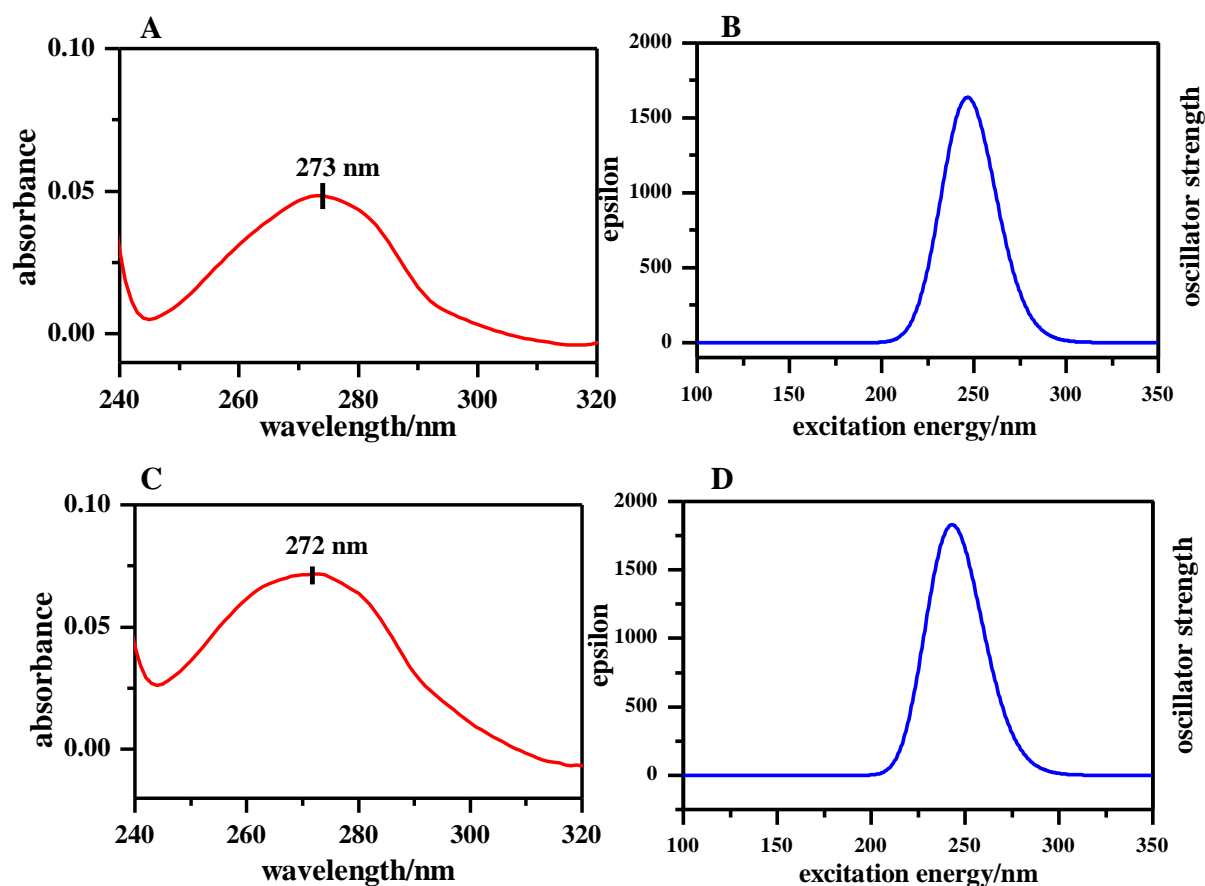 A
0.10
0.05
0.00
absorbance
273 nm
240 260 280 300 320
wavelength/nm
B
2000
1500
1000
500
0
epsilon
oscillator strength
100 150 200 250 300 350
excitation energy/nm
C
0.10
0.05
0.00
absorbance
272 nm
240 260 280 300 320
wavelength/nm
D
2000
1500
1000
500
0
epsilon
oscillator strength
100 150 200 250 300 350
excitation energy/nm